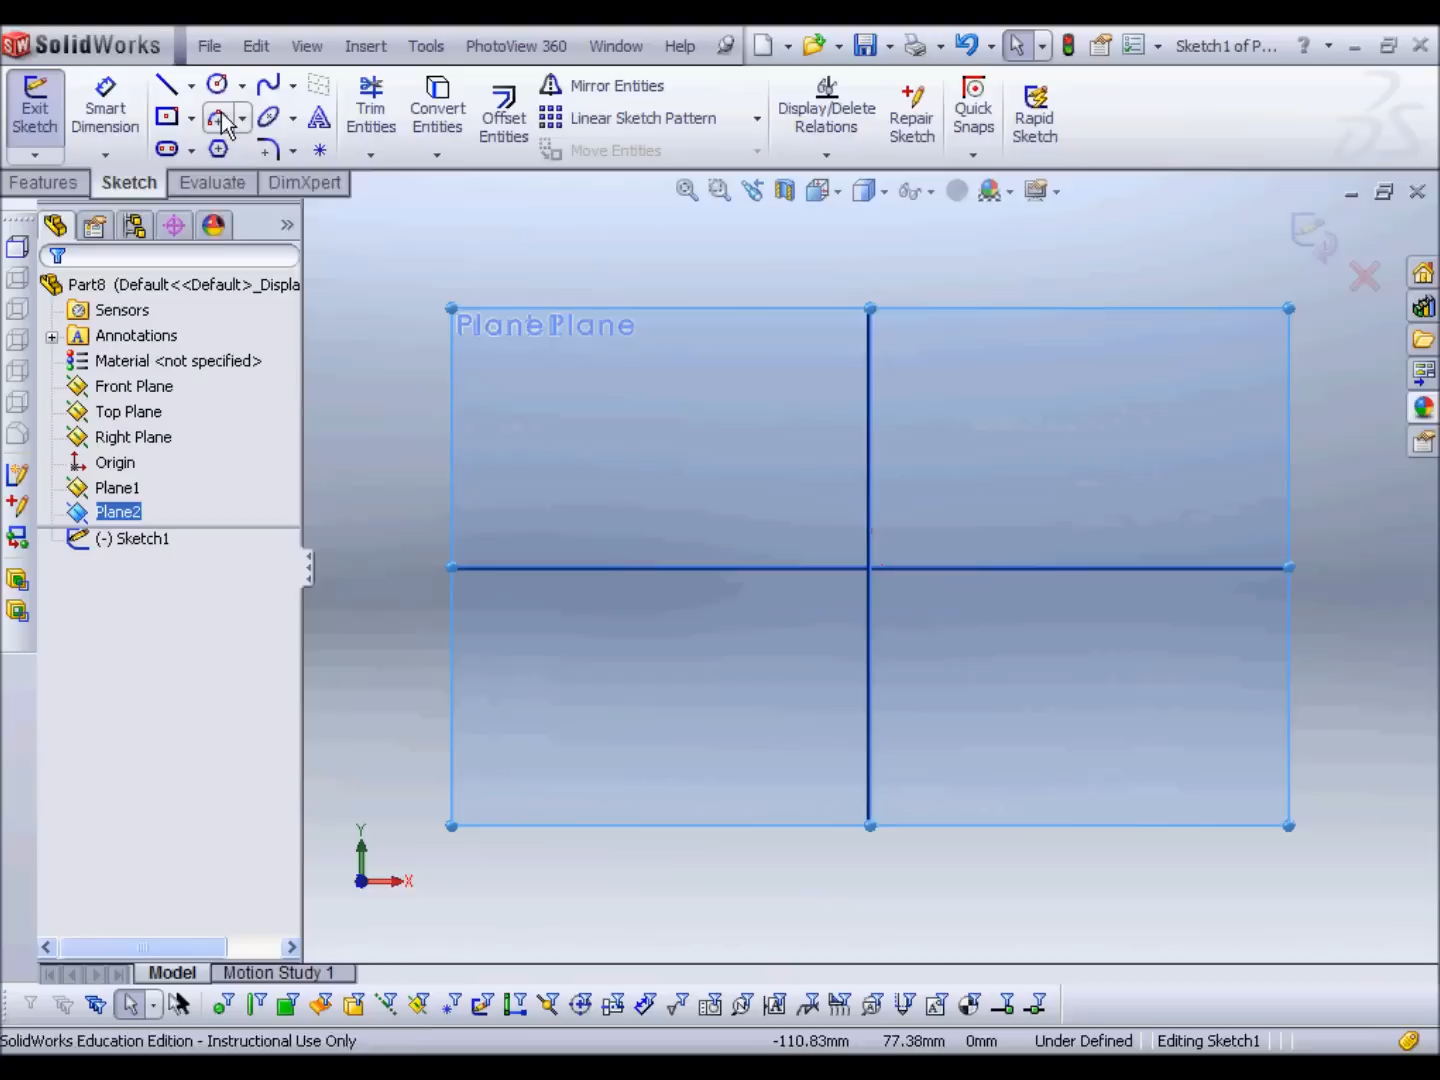 SolidWorks File Edit View Insert Tools PhotoView 360 Window Help Sketch1 of P... ?
Exit Sketch
Smart Dimension
Trim Entities
Convert Entities
Offset Entities
Mirror Entities
Linear Sketch Pattern
Move Entities
Display/Delete Relations
Repair Sketch
Quick Snaps
Rapid Sketch
Features Sketch Evaluate DimXpert
Part8 (Default<<Default>_Displa
Sensors
Annotations
Material <not specified>
Front Plane
Top Plane
Right Plane
Origin
Plane1
Plane2
(-) Sketch1
Plane Plane
Y
X
Model Motion Study 1
SolidWorks Education Edition - Instructional Use Only -110.83mm 77.38mm 0mm Under Defined Editing Sketch1